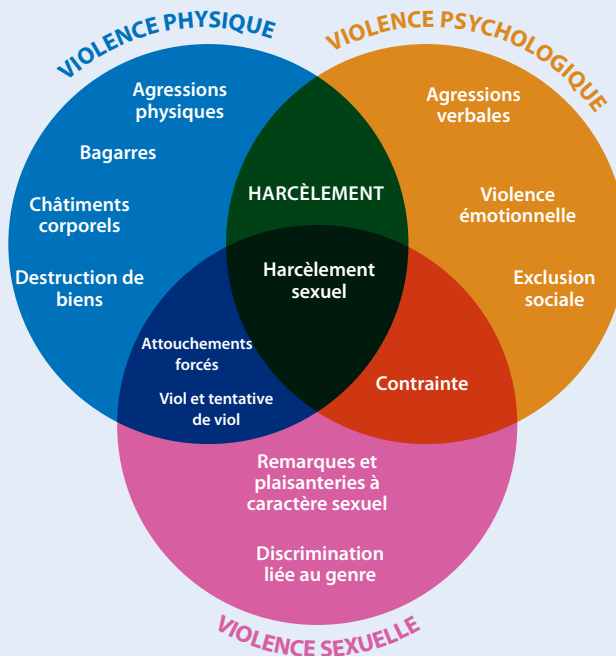 VIOLENCE PHYSIQUE
VIOLENCE PSYCHOLOGIQUE
Agressions
physiques
Bagarres
Châtiments
corporels
Destruction de
biens
Agressions
verbales
Violence
émotionnelle
Exclusion
sociale
HARCÈLEMENT
Harcèlement
sexuel
Attouchements
forcés
Viol et tentative
de viol
Contrainte
Remarques et
plaisanteries à
caractère sexuel
Discrimination
liée au genre
VIOLENCE SEXUELLE